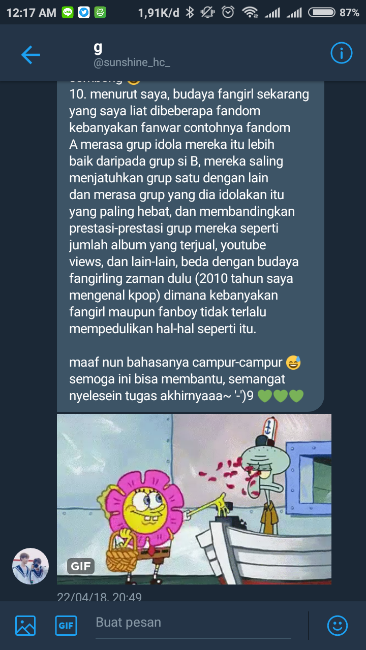 12:17 AM 1,91K/d 87%
g
@sunshine_hc_
10. menurut saya, budaya fangirl sekarang
yang saya liat dibeberapa fandom
kebanyakan fanwar contohnya fandom
A merasa grup idola mereka itu lebih
baik daripada grup si B, mereka saling
menjatuhkan grup satu dengan lain
dan merasa grup yang dia idolakan itu
yang paling hebat, dan membandingkan
prestasi-prestasi grup mereka seperti
jumlah album yang terjual, youtube
views, dan lain-lain, beda dengan budaya
fangirling zaman dulu (2010 tahun saya
mengenal kpop) dimana kebanyakan
fangirl maupun fanboy tidak terlalu
mempedulikan hal-hal seperti itu.
maaf nun bahasanya campur-campur 😅
semoga ini bisa membantu, semangat
nyelesein tugas akhirnyaaa~ '-')9 💚💚💚
GIF
22/04/18, 20:49
GIF Buat pesan